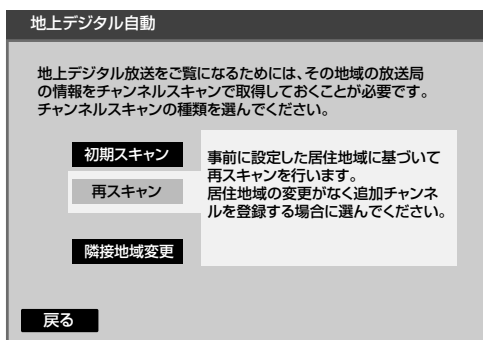 地上デジタル自動
地上デジタル放送をご覧になるためには、その地域の放送局
の情報をチャンネルスキャンで取得しておくことが必要です。
チャンネルスキャンの種類を選んでください。
初期スキャン
再スキャン
隣接地域変更
事前に設定した居住地域に基づいて
再スキャンを行います。
居住地域の変更がなく追加チャンネ
ルを登録する場合に選んでください。
戻る